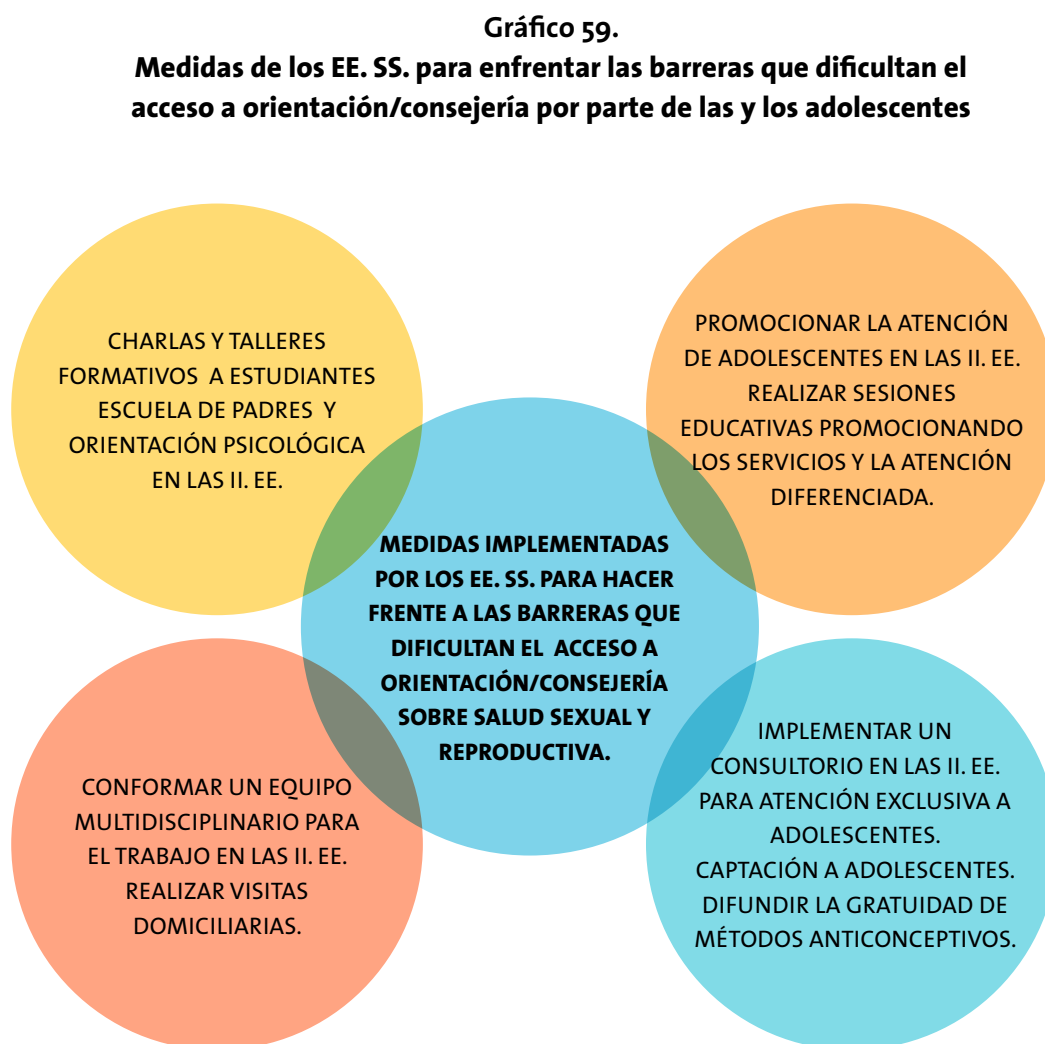 Gráfico 59.
Medidas de los EE. SS. para enfrentar las barreras que dificultan el
acceso a orientación/consejería por parte de las y los adolescentes
CHARLAS Y TALLERES
FORMATIVOS A ESTUDIANTES
ESCUELA DE PADRES Y
ORIENTACIÓN PSICOLÓGICA
EN LAS II. EE.
PROMOCIONAR LA ATENCIÓN
DE ADOLESCENTES EN LAS II. EE.
REALIZAR SESIONES
EDUCATIVAS PROMOCIONANDO
LOS SERVICIOS Y LA ATENCIÓN
DIFERENCIADA.
MEDIDAS IMPLEMENTADAS
POR LOS EE. SS. PARA HACER
FRENTE A LAS BARRERAS QUE
DIFICULTAN EL ACCESO A
ORIENTACIÓN/CONSEJERÍA
SOBRE SALUD SEXUAL Y
REPRODUCTIVA.
CONFORMAR UN EQUIPO
MULTIDISCIPLINARIO PARA
EL TRABAJO EN LAS II. EE.
REALIZAR VISITAS
DOMICILIARIAS.
IMPLEMENTAR UN
CONSULTORIO EN LAS II. EE.
PARA ATENCIÓN EXCLUSIVA A
ADOLESCENTES.
CAPTACIÓN A ADOLESCENTES.
DIFUNDIR LA GRATUIDAD DE
MÉTODOS ANTICONCEPTIVOS.